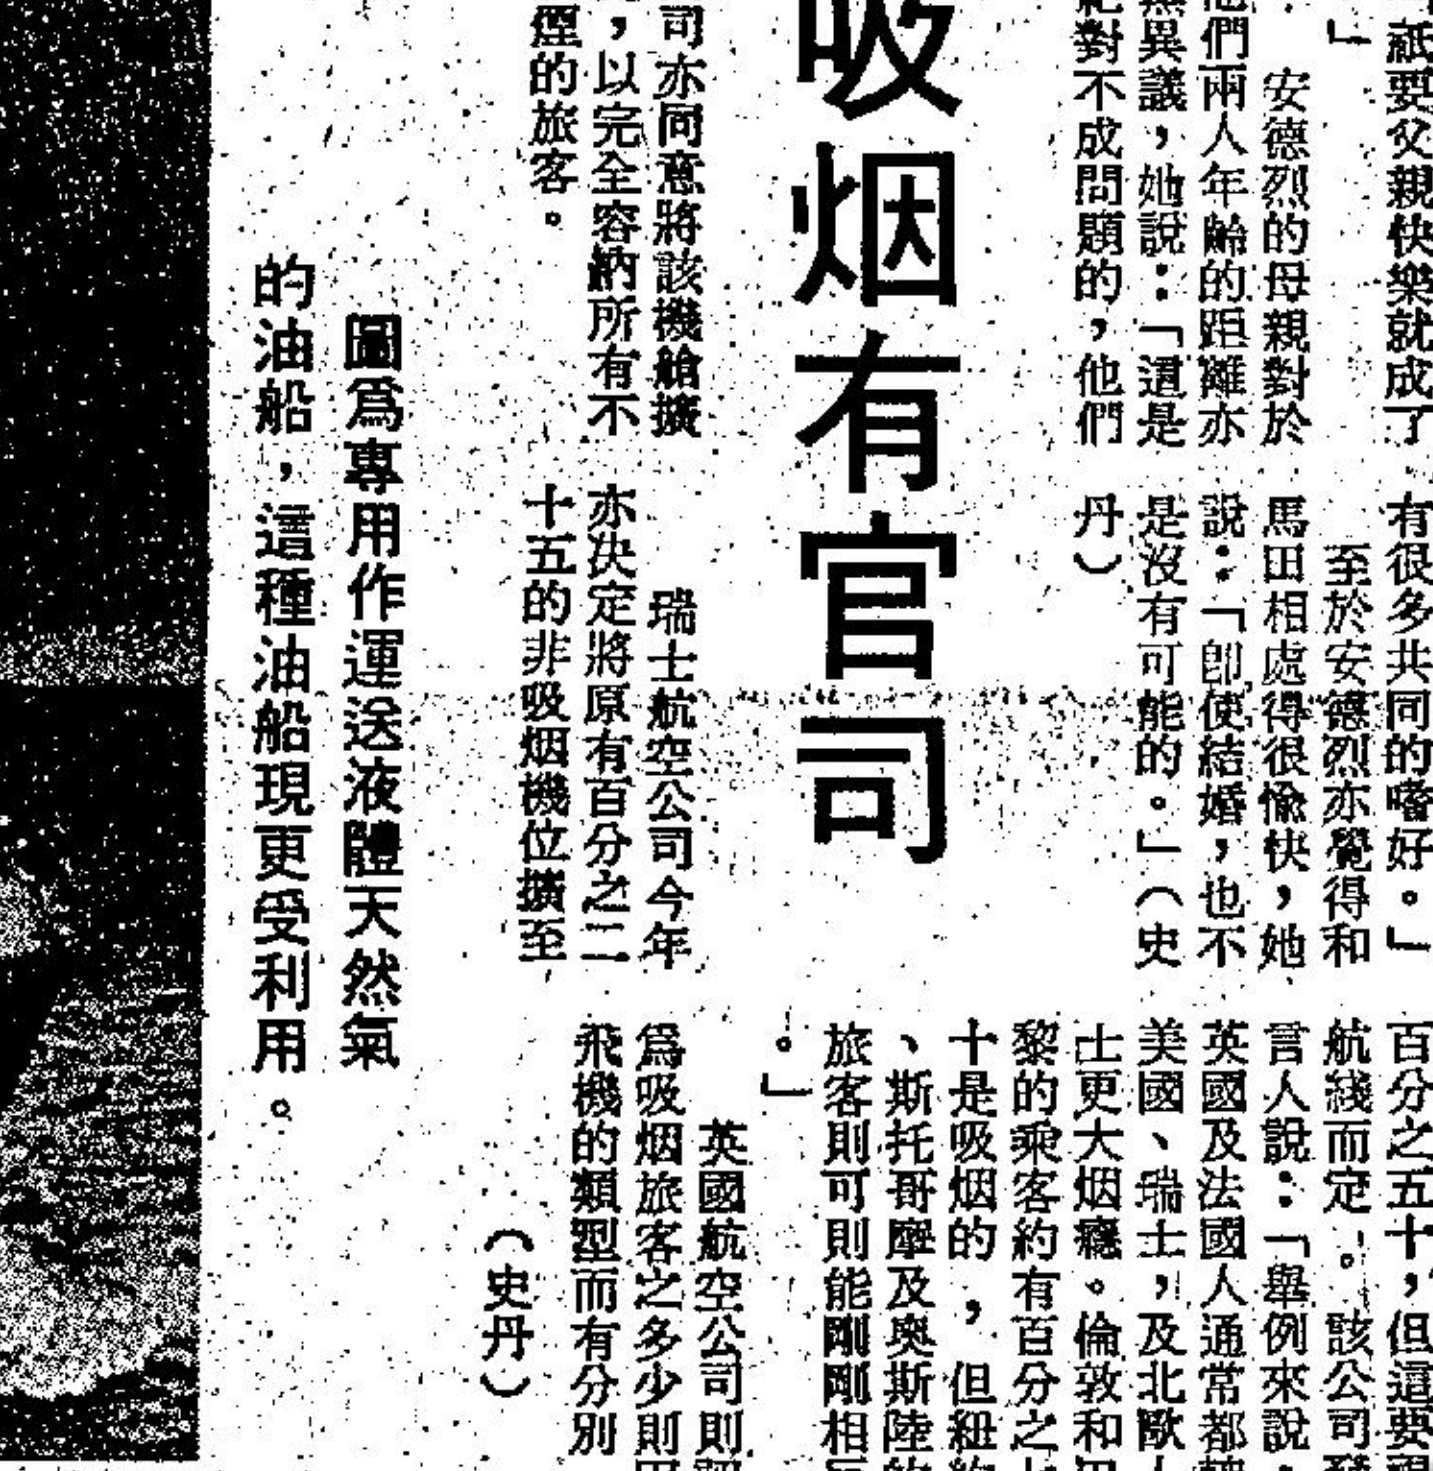 祇要父親快樂就成了
」
安德烈的母親對於
他們兩人年齡的距離亦
無異議，她說：「這是
絕對不成問題的，他們
有很多共同的嗜好。」
至於安德烈亦覺得和
馬田相處得很愉快，她
說：「卽使結婚，也不
是沒有可能的。」（史
丹）
吸烟有官司
司亦同意將該機艙擴
，以完全容納所有不
煙的旅客。
瑞士航空公司今年
亦決定將原有百分之二
十五的非吸烟機位擴至
百分之五十，但這要
航綫而定。該公司發
言人說：「舉例來說
英國及法國人通常都
美國、瑞士，及北歐
士更大烟癮。倫敦和
黎的乘客約有百分之
十是吸烟的，但紐約
、斯托哥摩及奧斯陸的
旅客則可則能剛剛相
。」
英國航空公司則
爲吸烟旅客之多少則
飛機的類型而有分別
（史丹）
圖爲專用作運送液體天然氣
的油船，這種油船現更受利用。